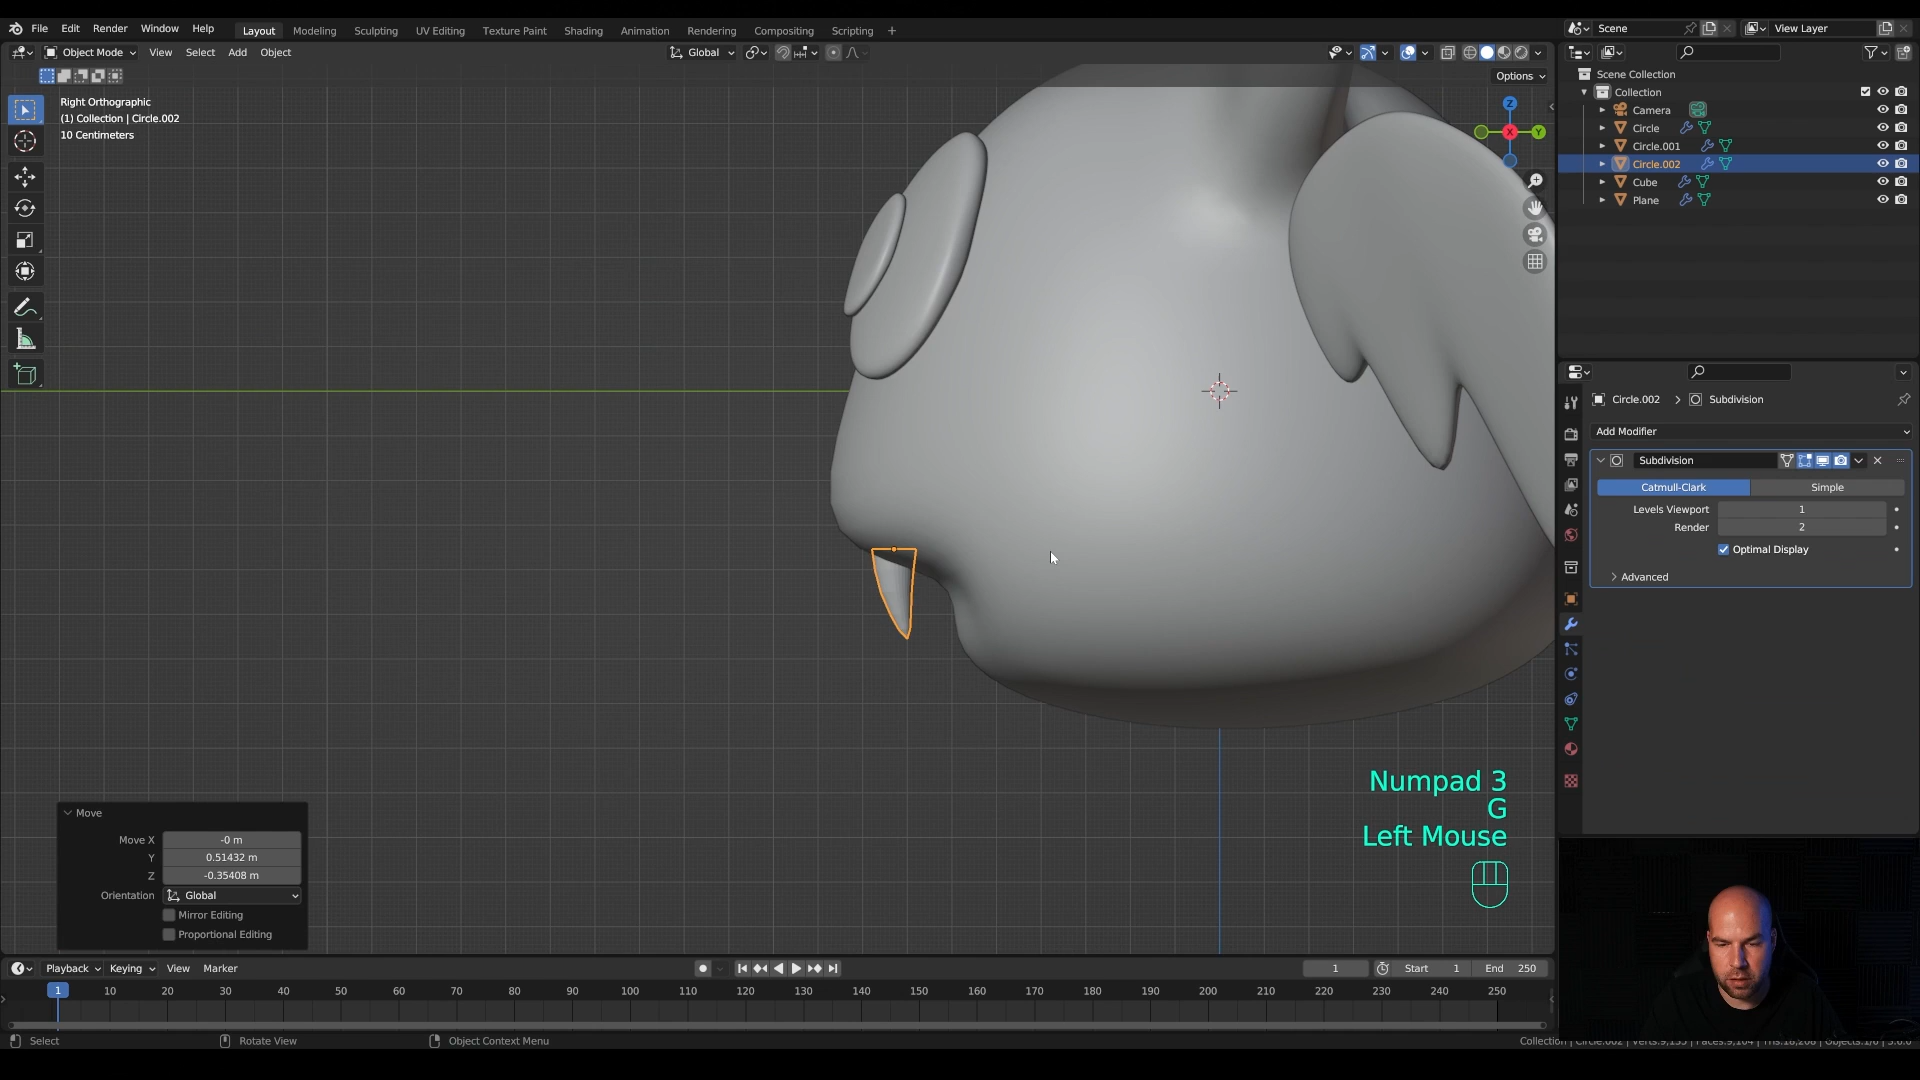 File Edit Render Window Help Layout Modeling Sculpting UV Editing Texture Paint Shading Animation Rendering Compositing Scripting + Scene View Layer
Object Mode View Select Add Object Global
Options
Right Orthographic
(1) Collection | Circle.002
10 Centimeters
Z
X
Y
Scene Collection
Collection
Camera
Circle
Circle.001
Circle.002
Cube
Plane
Circle.002 > Subdivision
Add Modifier
Subdivision
Catmull-Clark Simple
Levels Viewport 1
Render 2
Optimal Display
Advanced
Numpad 3
G
Left Mouse
Move
Move X -0 m
Y 0.51432 m
Z -0.35408 m
Orientation Global
Mirror Editing
Proportional Editing
Playback Keying View Marker 1 Start 1 End 250
1 10 20 30 40 50 60 70 80 90 100 110 120 130 140 150 160 170 180 190 200 210 220 230 240 250
Select Rotate View Object Context Menu